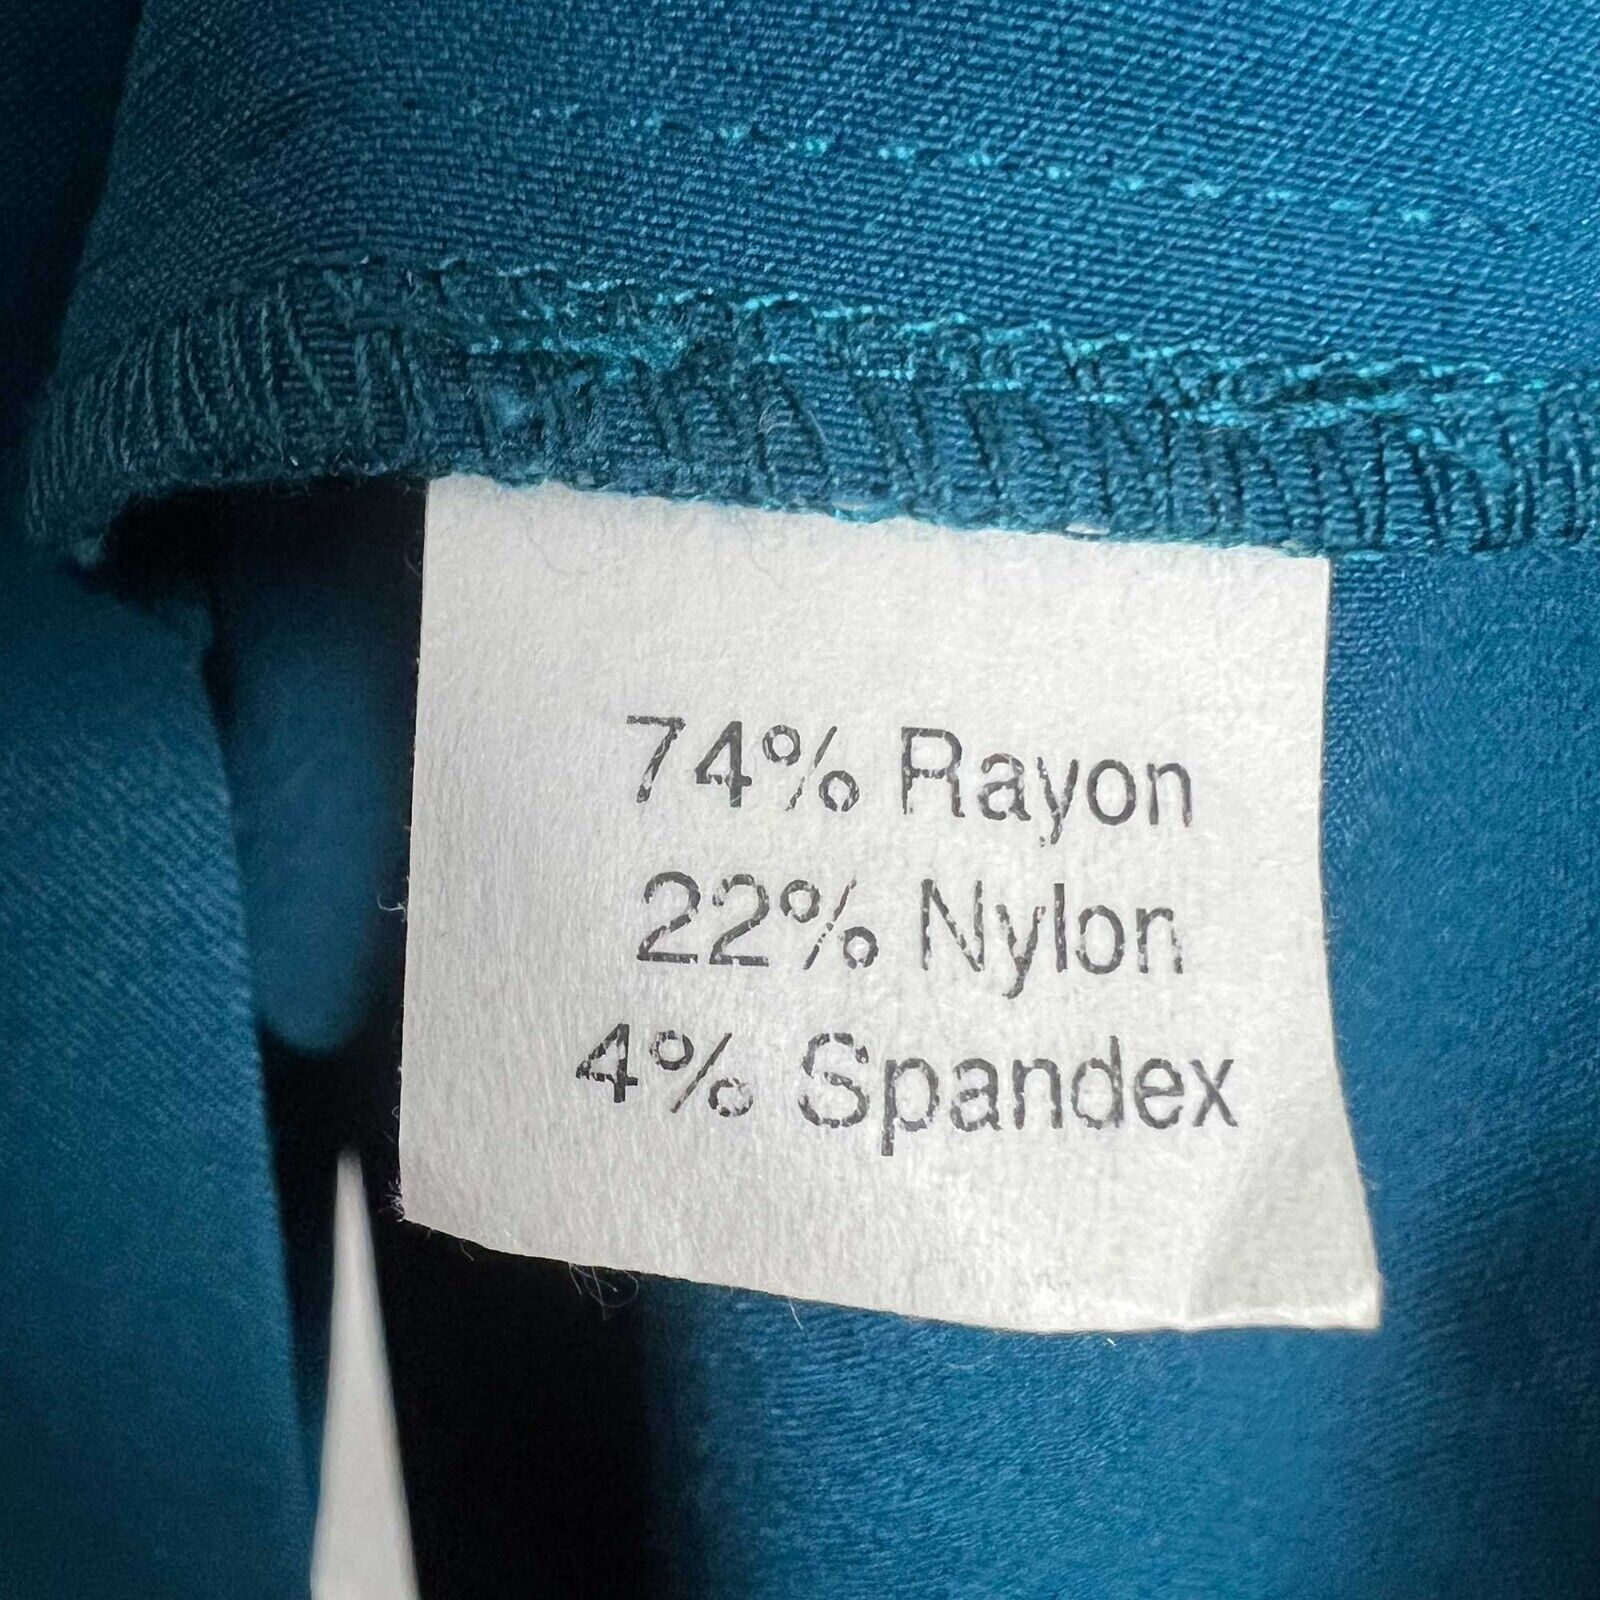 74% Rayon
22% Nylon
4% Spandex